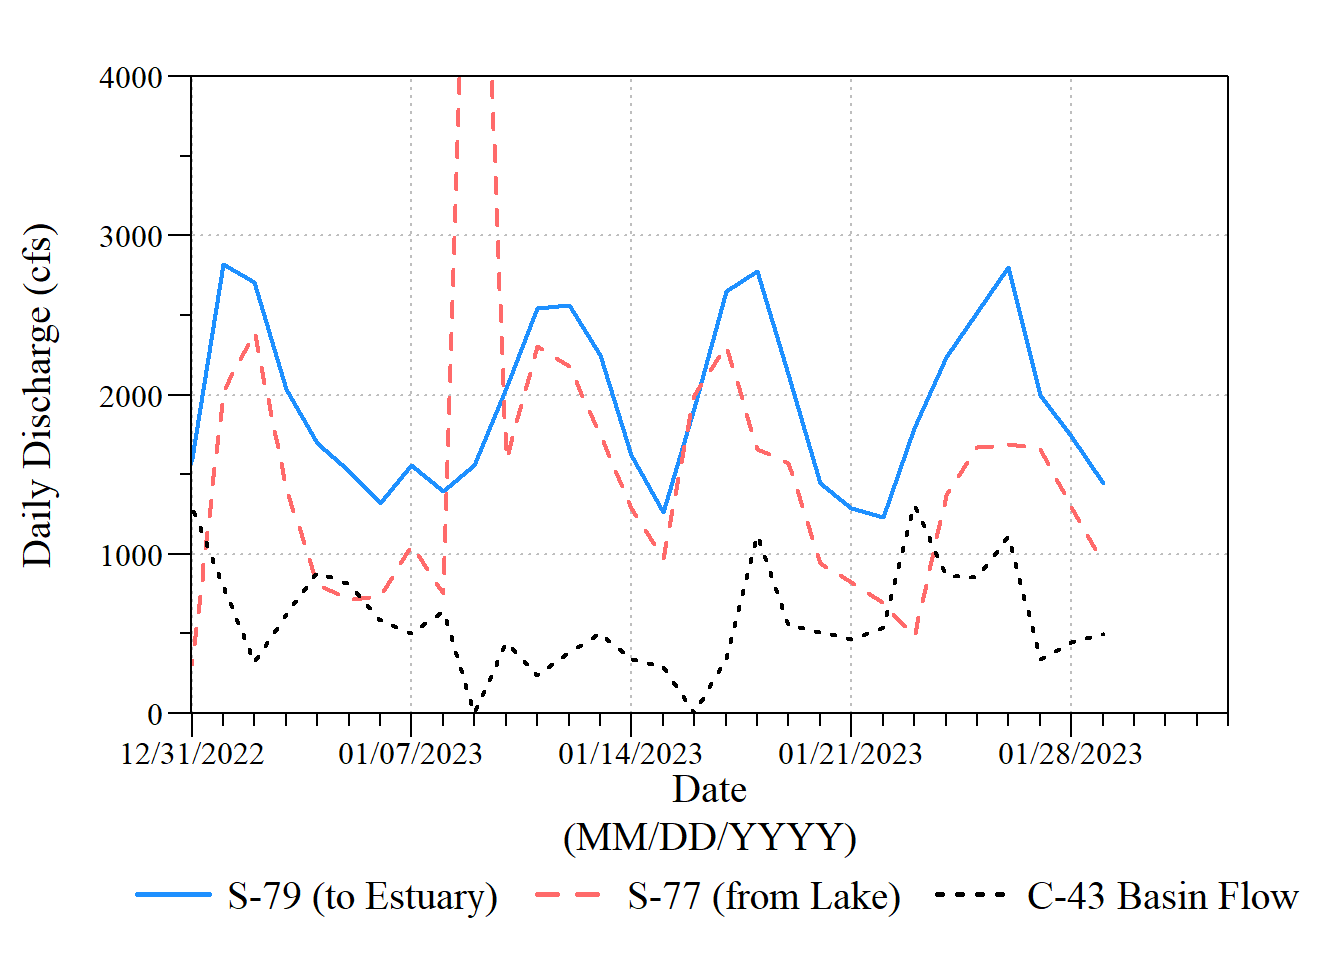 4000
3000
2000
1000
0
Daily Discharge (cfs)
12/31/2022 01/07/2023 01/14/2023 01/21/2023 01/28/2023
Date
(MM/DD/YYYY)
S-79 (to Estuary) S-77 (from Lake) C-43 Basin Flow